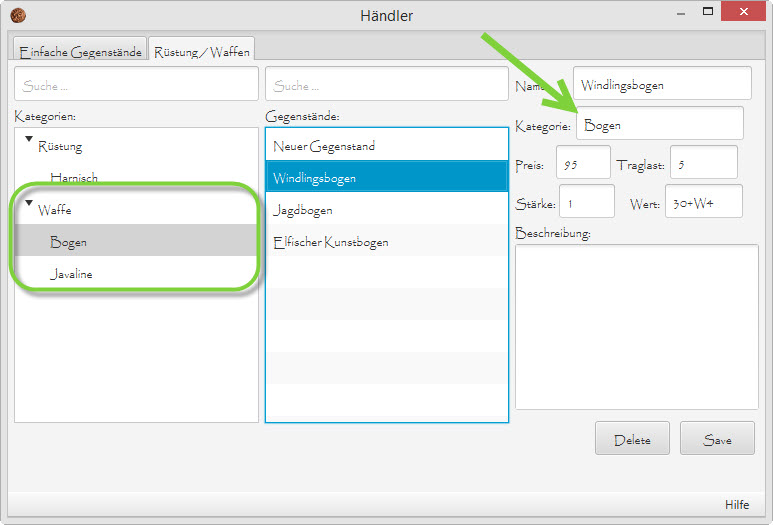 Händler
Einfache Gegenstände Rüstung/Waffen
Suche ... Suche ... Name: Windlingsbogen
Kategorien: Gegenstände: Kategorie: Bogen
Rüstung Neuer Gegenstand Preis: 95 Traglast: 5
Harnisch Windlingsbogen
Waffe Jagdbogen Stärke: 1 Wert: 30+W4
Beschreibung:
Bogen Elfischer Kunstbogen
Javaline
Delete Save
Hilfe